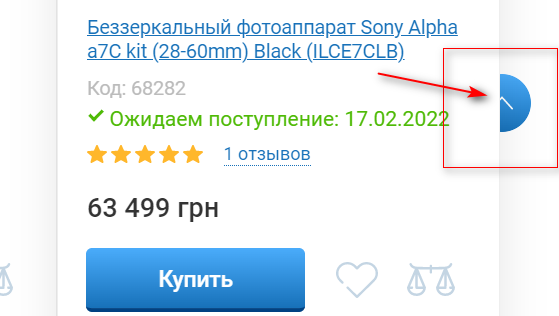 Беззеркальный фотоаппарат Sony Alpha
a7C kit (28-60mm) Black (ILCE7CLB)
Код: 68282
Ожидаем поступление: 17.02.2022
1 отзывов
63 499 грн
Купить